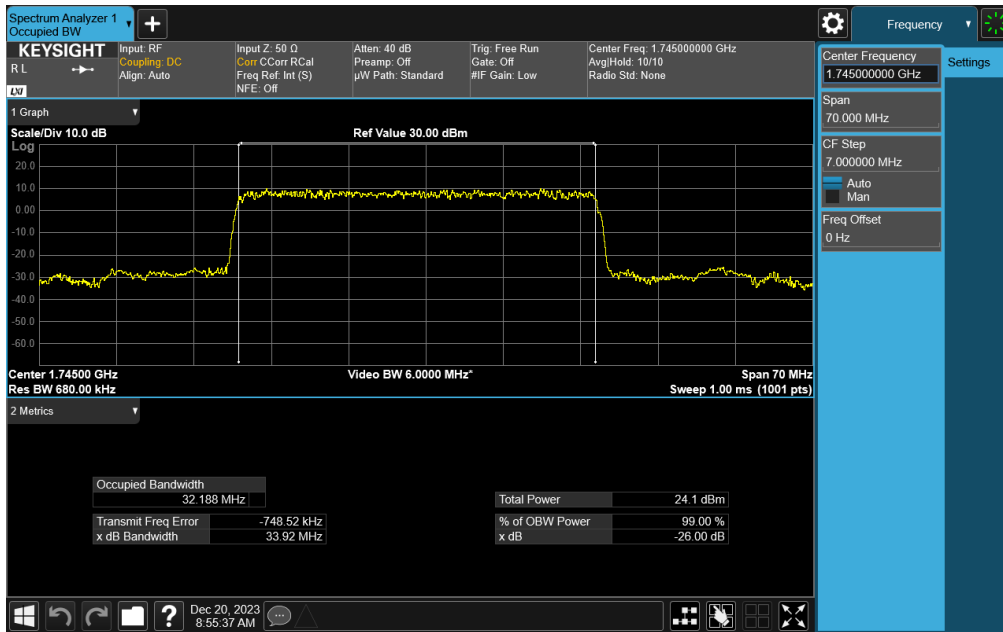 Spectrum Analyzer 1
Occupied BW
Frequency
KEYSIGHT
R L
LXI
Input: RF
Coupling: DC
Align: Auto
Input Z: 50 Ω
Corr CCorr RCal
Freq Ref: Int (S)
NFE: Off
Atten: 40 dB
Preamp: Off
µW Path: Standard
Trig: Free Run
Gate: Off
#IF Gain: Low
Center Freq: 1.745000000 GHz
Avg|Hold: 10/10
Radio Std: None
Center Frequency
1.745000000 GHz
Settings
Span
70.000 MHz
CF Step
7.000000 MHz
Auto
Man
Freq Offset
0 Hz
1 Graph
Scale/Div 10.0 dB
Ref Value 30.00 dBm
Log
20.0
10.0
0.00
-10.0
-20.0
-30.0
-40.0
-50.0
-60.0
Center 1.74500 GHz
Video BW 6.0000 MHz*
Span 70 MHz
Res BW 680.00 kHz
Sweep 1.00 ms (1001 pts)
2 Metrics
Occupied Bandwidth
32.188 MHz
Total Power 24.1 dBm
Transmit Freq Error -748.52 kHz
% of OBW Power 99.00 %
x dB Bandwidth 33.92 MHz
x dB -26.00 dB
?
Dec 20, 2023
8:55:37 AM